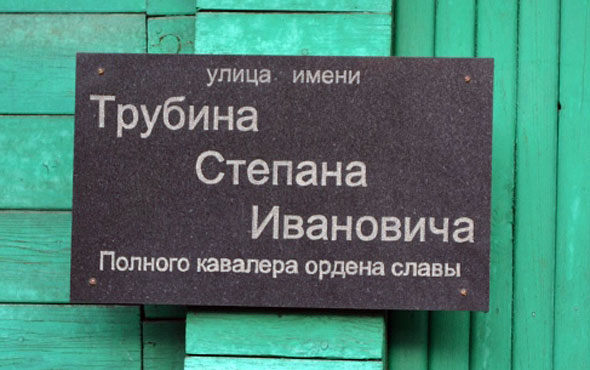 улица имени
Трубина
Степана
Ивановича
Полного кавалера ордена славы